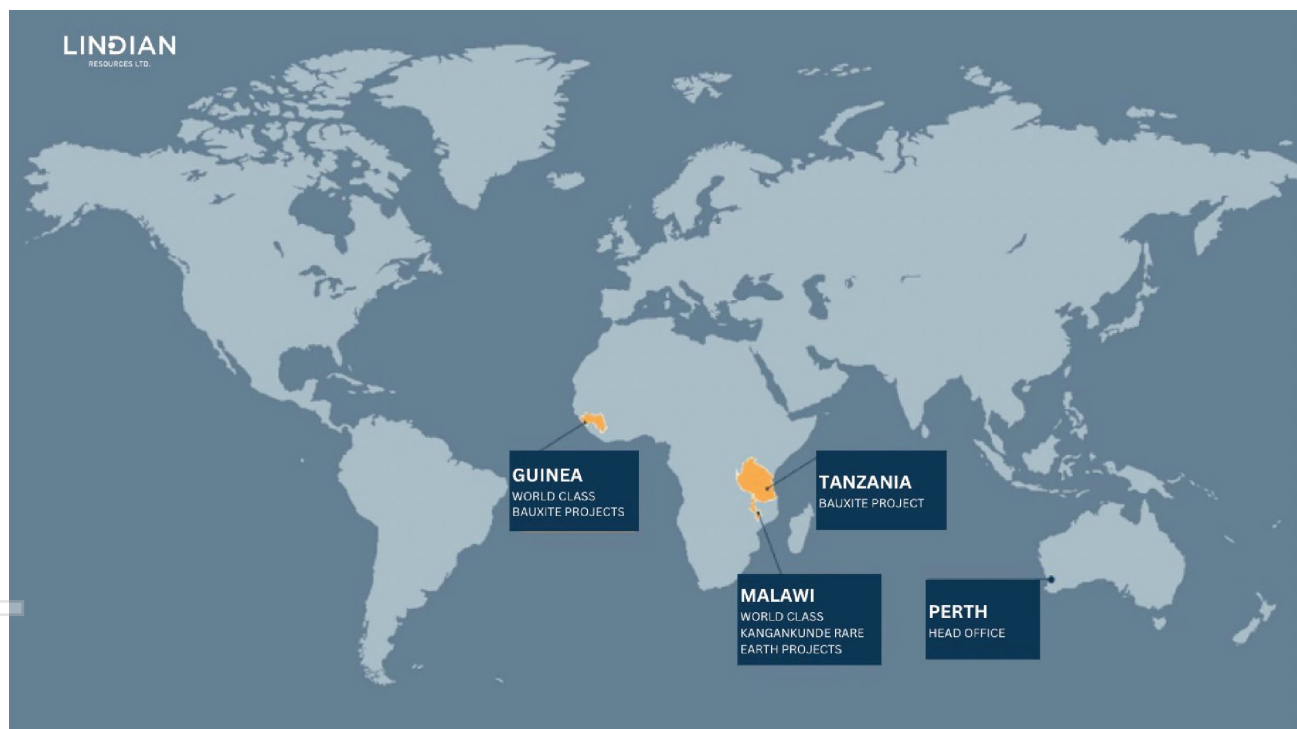 LINDIAN
RESOURCES LTD.
GUINEA
WORLD CLASS
BAUXITE PROJECTS
TANZANIA
BAUXITE PROJECT
MALAWI
WORLD CLASS
KANGANKUNDE RARE
EARTH PROJECTS
PERTH
HEAD OFFICE